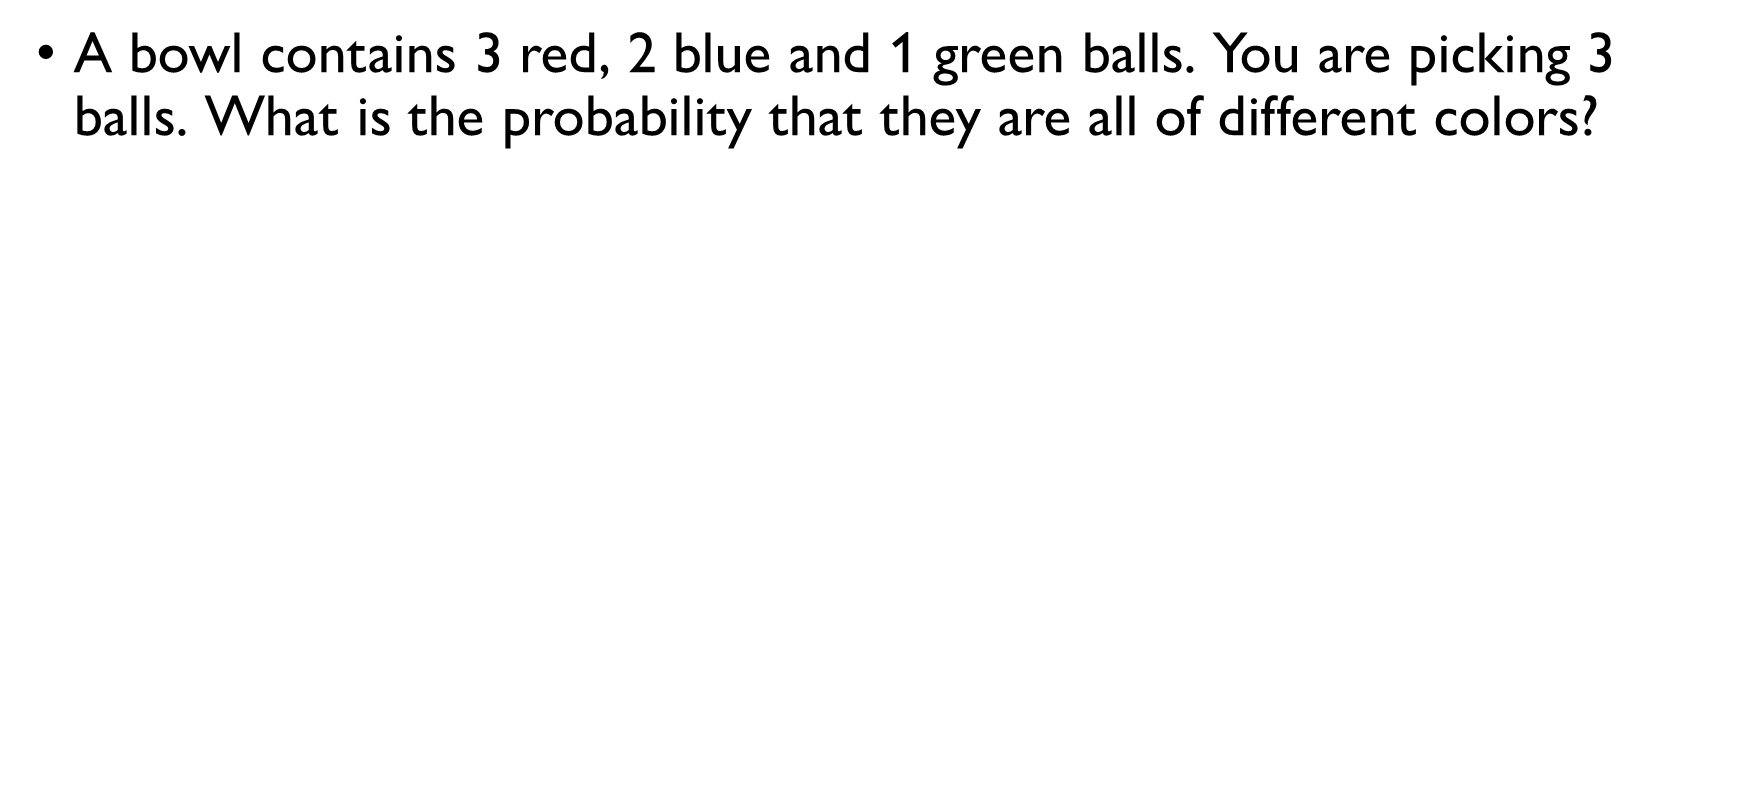 • A bowl contains 3 red, 2 blue and 1 green balls. You are picking 3
balls. What is the probability that they are all of different colors?